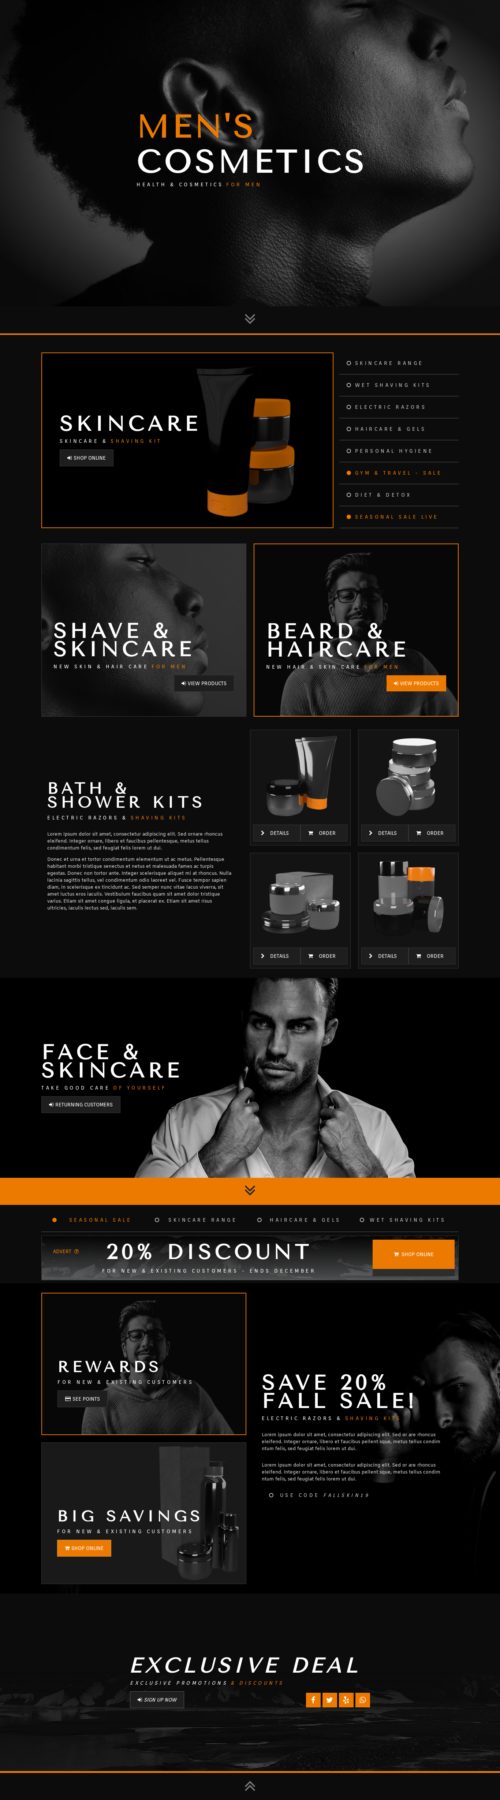 MEN'S
COSMETICS
HEALTH & COSMETICS FOR MEN
SKINCARE
SKINCARE & SHAVING KIT
SHOP ONLINE
SKINCARE RANGE
WET SHAVING KITS
ELECTRIC RAZORS
HAIRCARE & GELS
PERSONAL HYGIENE
GYM & TRAVEL - SALE
DIET & DETOX
SEASONAL SALE LIVE
SHAVE &
SKINCARE
NEW SKIN & HAIR CARE FOR MEN
VIEW PRODUCTS
BEARD &
HAIRCARE
NEW HAIR & SKIN CARE FOR MEN
VIEW PRODUCTS
BATH &
SHOWER KITS
ELECTRIC RAZORS & SHAVING KITS
Lorem ipsum dolor sit amet, consectetur adipiscing elit. Sed ornare rhoncus
eleifend. Integer ornare, libero et faucibus pellentesque, metus tellus
condimentum felis, sed feugiat felis lorem ut dui.
Donec et urna et tortor condimentum elementum ut ac metus. Pellentesque
habitant morbi tristique senectus et netus et malesuada fames ac turpis
egestas. Donec non tortor ante. Integer scelerisque aliquet mi at rhoncus. Nulla
lacinia sagittis tellus, vel condimentum odio laoreet vel. Fusce tempor sapien
diam, in scelerisque ex tincidunt ac. Sed semper nunc vitae lacus viverra, sit
amet luctus eros iaculis. Vestibulum faucibus quam sit amet dolor tristique
varius. Etiam sit amet congue ligula, et placerat ex. Etiam sit amet risus
ultricies, iaculis lectus sed, iaculis sem.
DETAILS
ORDER
DETAILS
ORDER
DETAILS
ORDER
DETAILS
ORDER
FACE &
SKINCARE
TAKE GOOD CARE OF YOURSELF
RETURNING CUSTOMERS
SEASONAL SALE
SKINCARE RANGE
HAIRCARE & GELS
WET SHAVING KITS
ADVERT
20% DISCOUNT
FOR NEW & EXISTING CUSTOMERS - ENDS DECEMBER
SHOP ONLINE
REWARDS
FOR NEW & EXISTING CUSTOMERS
SEE POINTS
SAVE 20%
FALL SALE!
ELECTRIC RAZORS & SHAVING KITS
Lorem ipsum dolor sit amet, consectetur adipiscing elit. Sed or are rhoncus
eleifend. Integer ornare, libero et faucibus pellent sque, metus tellus condim
ntum felis, sed feugiat felis lorem ut dui.
Lorem ipsum dolor sit amet, consectetur adipiscing elit. Sed or are rhoncus
eleifend. Integer ornare, libero et faucibus pellent sque, metus tellus condim
ntum felis, sed feugiat felis lorem ut dui.
USE CODE FALLSKIN19
BIG SAVINGS
FOR NEW & EXISTING CUSTOMERS
SHOP ONLINE
EXCLUSIVE DEAL
EXCLUSIVE PROMOTIONS & DISCOUNTS
SIGN UP NOW